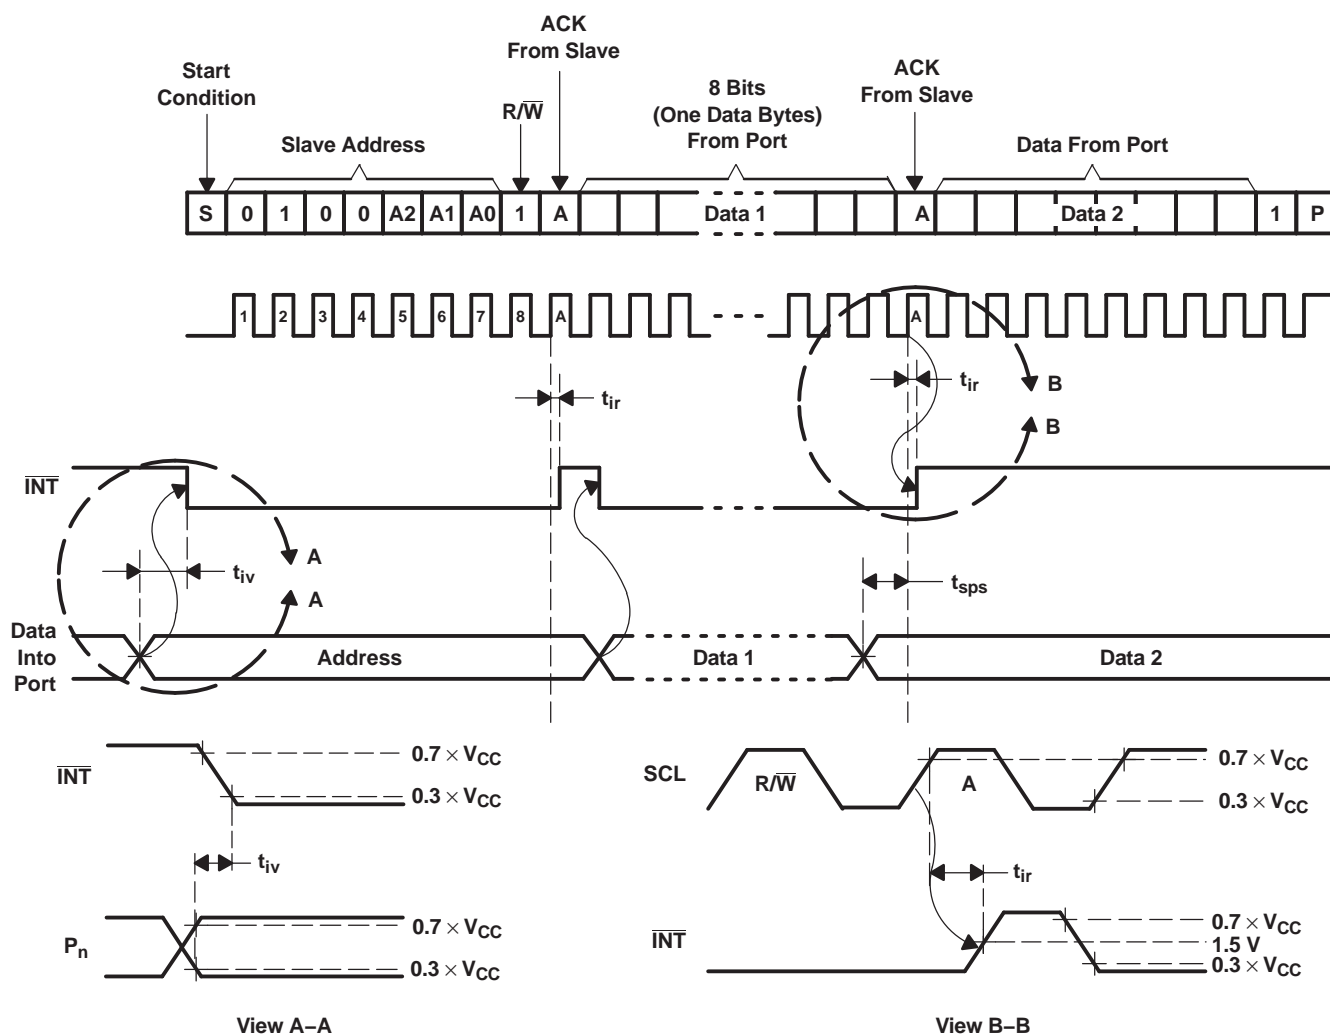 ACK
From Slave
Start
Condition
R/W̅
8 Bits
(One Data Bytes)
From Port
ACK
From Slave
Slave Address
Data From Port
S 0 1 0 0 A2 A1 A0 1 A Data 1 A Data 2 1 P
1 2 3 4 5 6 7 8 A A
t_ir
t_ir
B
B
I̅N̅T̅
A
t_iv
A
t_sps
Data
Into
Port
Address
Data 1
Data 2
I̅N̅T̅
0.7 × V_CC
0.3 × V_CC
t_iv
P_n
0.7 × V_CC
0.3 × V_CC
View A–A
SCL
R/W̅
A
0.7 × V_CC
0.3 × V_CC
t_ir
I̅N̅T̅
0.7 × V_CC
1.5 V
0.3 × V_CC
View B–B